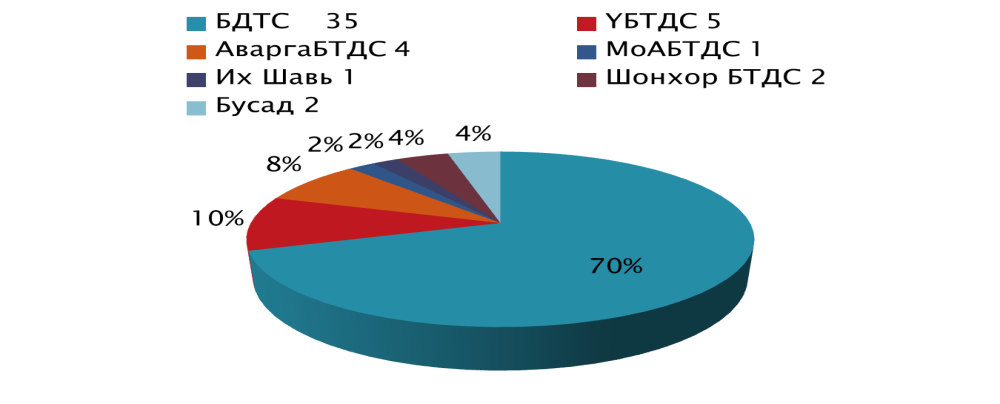 БДТС 35 ҮБТДС 5
АваргаБТДС 4 МоАБТДС 1
Их Шавь 1 Шонхор БТДС 2
Бусад 2
2% 2% 4% 4%
8%
10%
70%